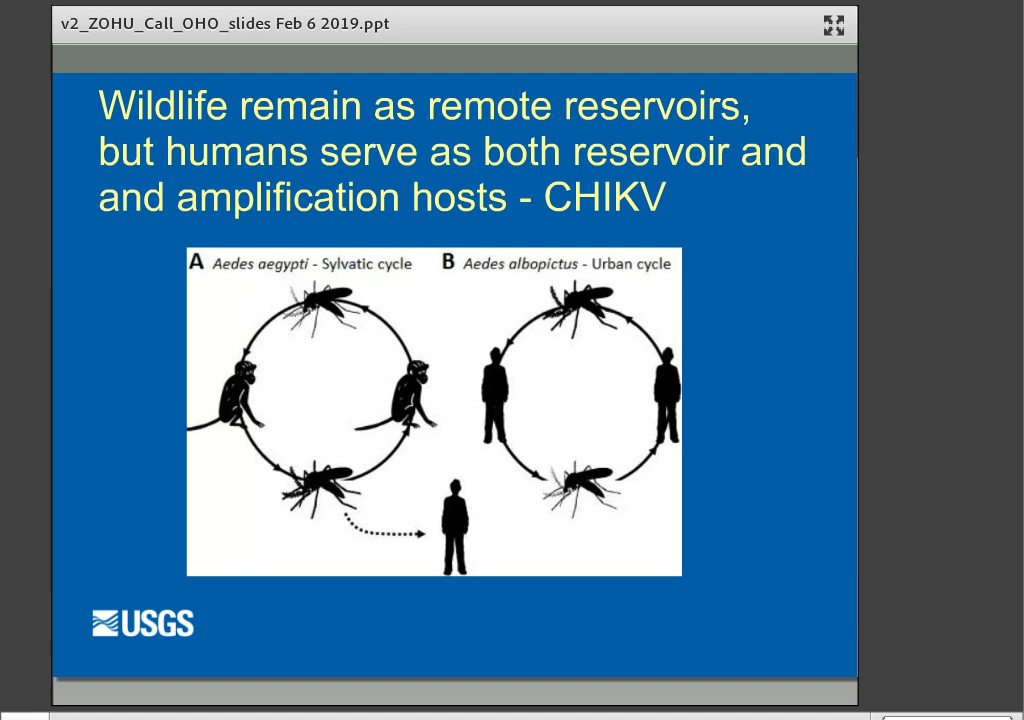 v2_ZOHU_Call_OHO_slides Feb 6 2019.ppt
Wildlife remain as remote reservoirs,
but humans serve as both reservoir and
and amplification hosts - CHIKV
A Aedes aegypti - Sylvatic cycle
B Aedes albopictus - Urban cycle
USGS